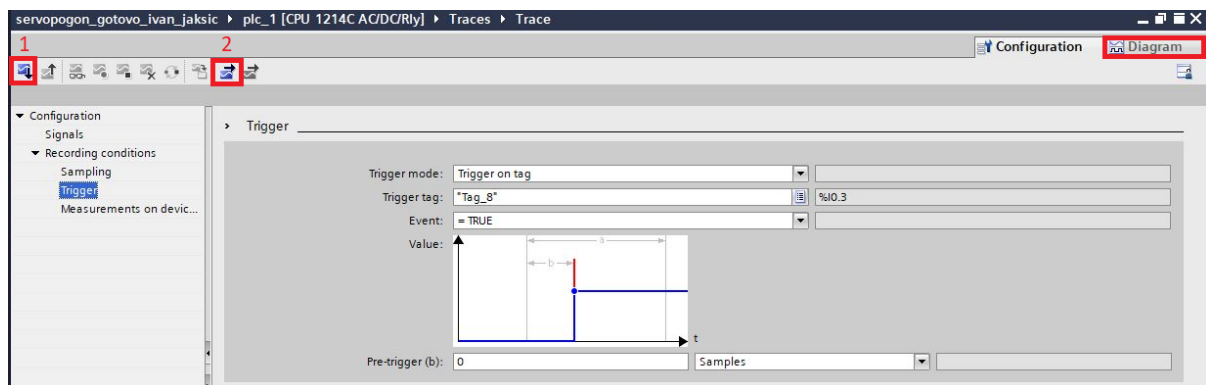 servopogon_gotovo_ivan_jaksic ▸ plc_1 [CPU 1214C AC/DC/Rly] ▸ Traces ▸ Trace
1 2
Configuration Diagram
Configuration
Signals
Recording conditions
Sampling
Trigger
Measurements on devic...
Trigger
Trigger mode: Trigger on tag
Trigger tag: "Tag_8" %I0.3
Event: = TRUE
Value:
a
b
t
Pre-trigger (b): 0 Samples